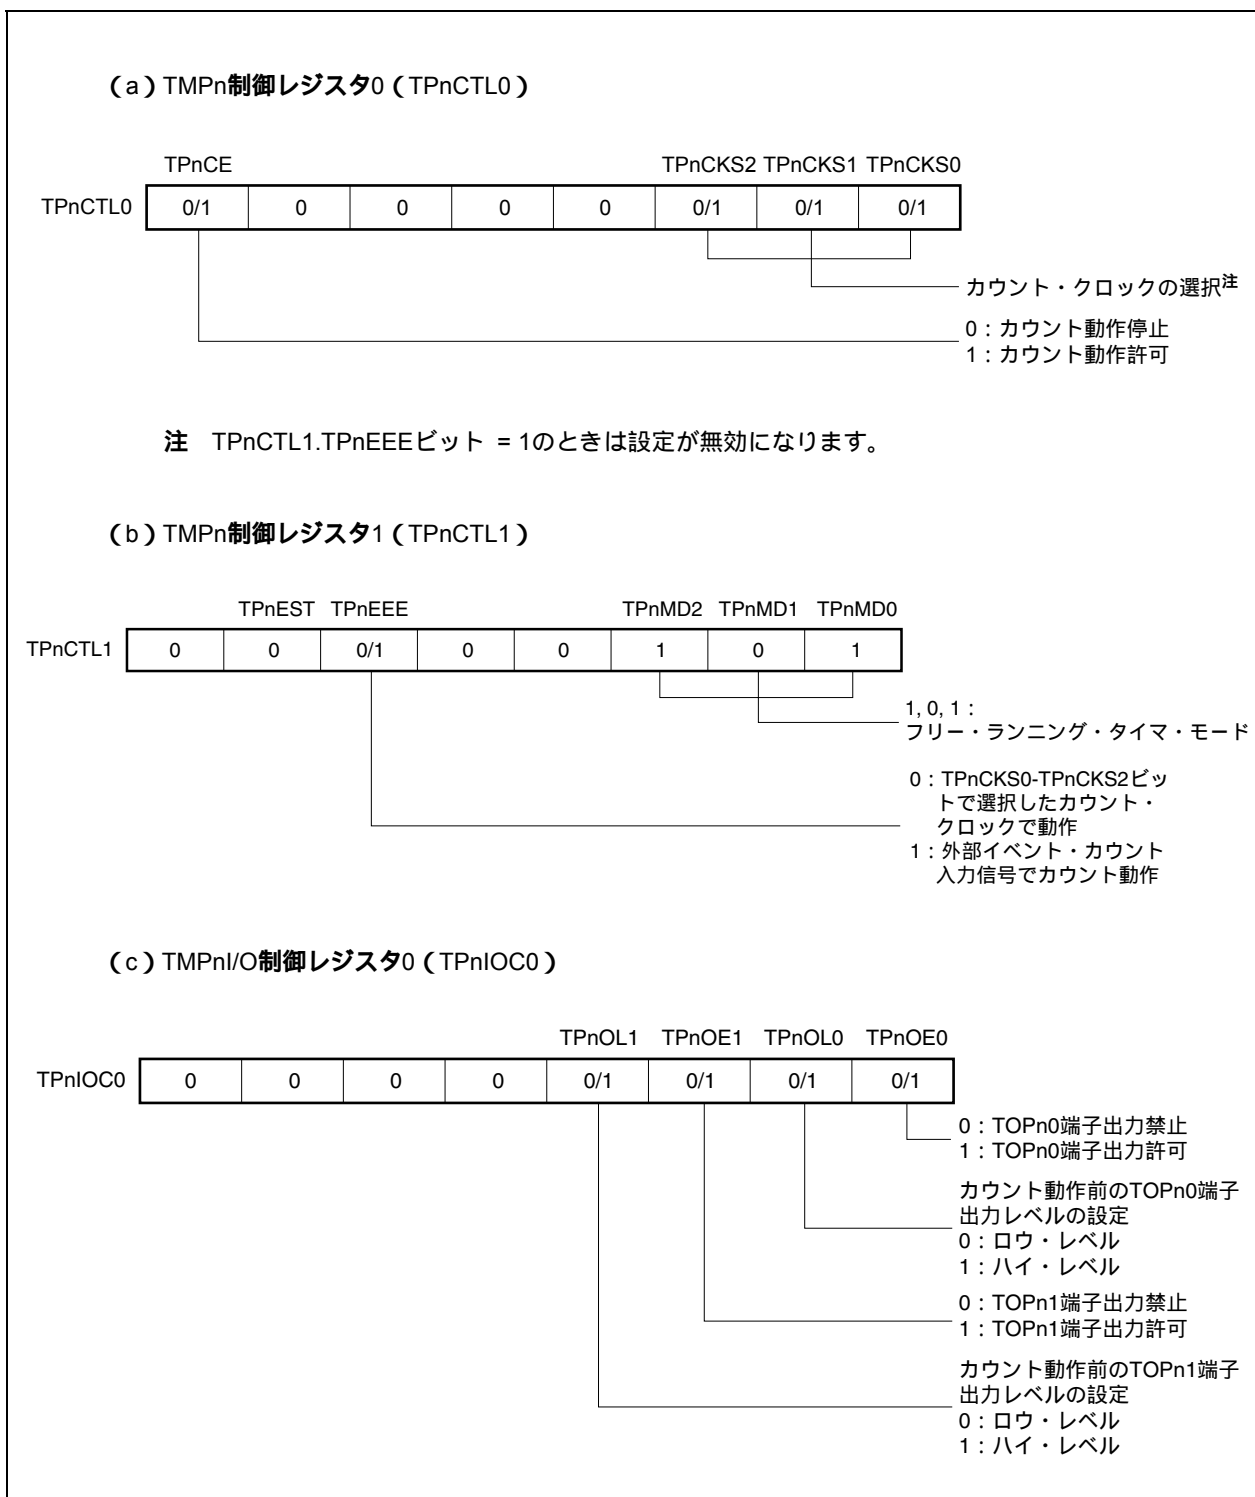 （a）TMPn制御レジスタ0（TPnCTL0）
TPnCE TPnCKS2 TPnCKS1 TPnCKS0
TPnCTL0 0/1 0 0 0 0 0/1 0/1 0/1
カウント・クロックの選択注
0：カウント動作停止
1：カウント動作許可
注 TPnCTL1.TPnEEEビット = 1のときは設定が無効になります。
（b）TMPn制御レジスタ1（TPnCTL1）
TPnEST TPnEEE TPnMD2 TPnMD1 TPnMD0
TPnCTL1 0 0 0/1 0 0 1 0 1
1, 0, 1：
フリー・ランニング・タイマ・モード
0：TPnCKS0-TPnCKS2ビッ
トで選択したカウント・
クロックで動作
1：外部イベント・カウント
入力信号でカウント動作
（c）TMPnI/O制御レジスタ0（TPnIOC0）
TPnOL1 TPnOE1 TPnOL0 TPnOE0
TPnIOC0 0 0 0 0 0/1 0/1 0/1 0/1
0：TOPn0端子出力禁止
1：TOPn0端子出力許可
カウント動作前のTOPn0端子
出力レベルの設定
0：ロウ・レベル
1：ハイ・レベル
0：TOPn1端子出力禁止
1：TOPn1端子出力許可
カウント動作前のTOPn1端子
出力レベルの設定
0：ロウ・レベル
1：ハイ・レベル